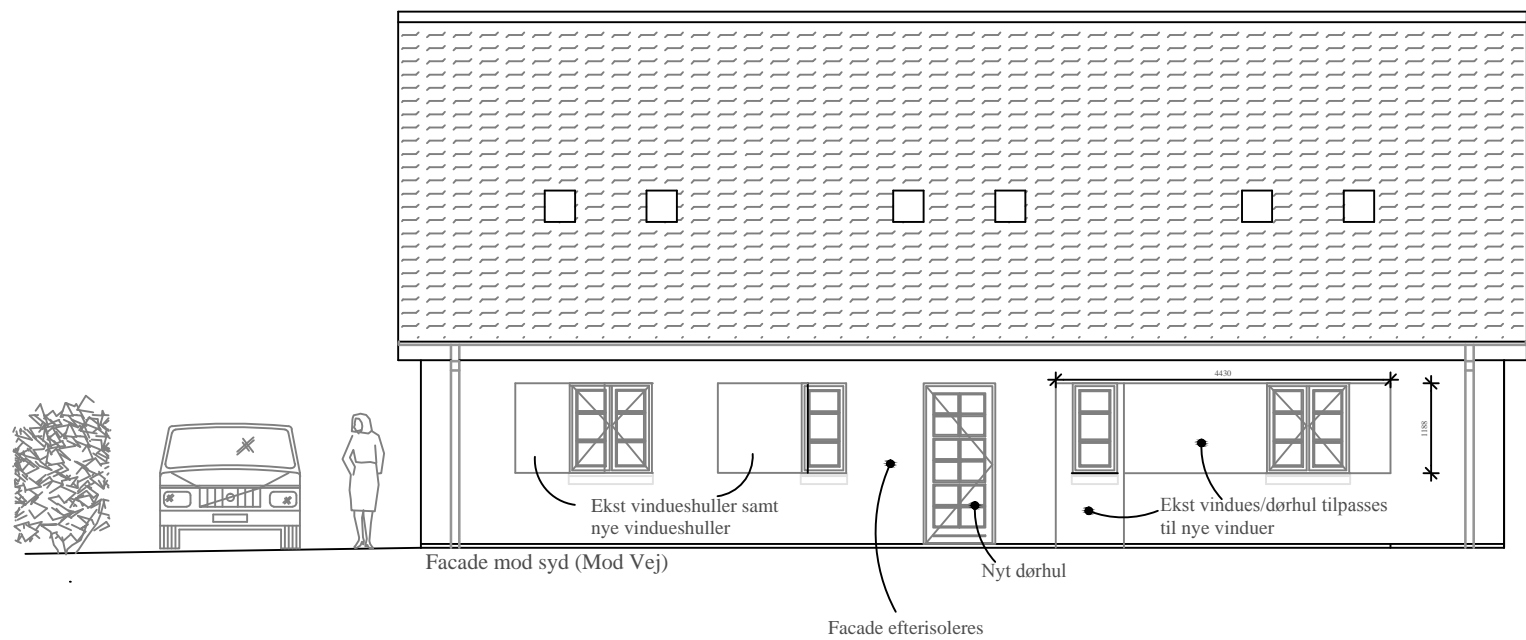 4430
1188
Ekst vindueshuller samt
nye vindueshuller
Ekst vindues/dørhul tilpasses
til nye vinduer
Facade mod syd (Mod Vej)
Nyt dørhul
Facade efterisoleres